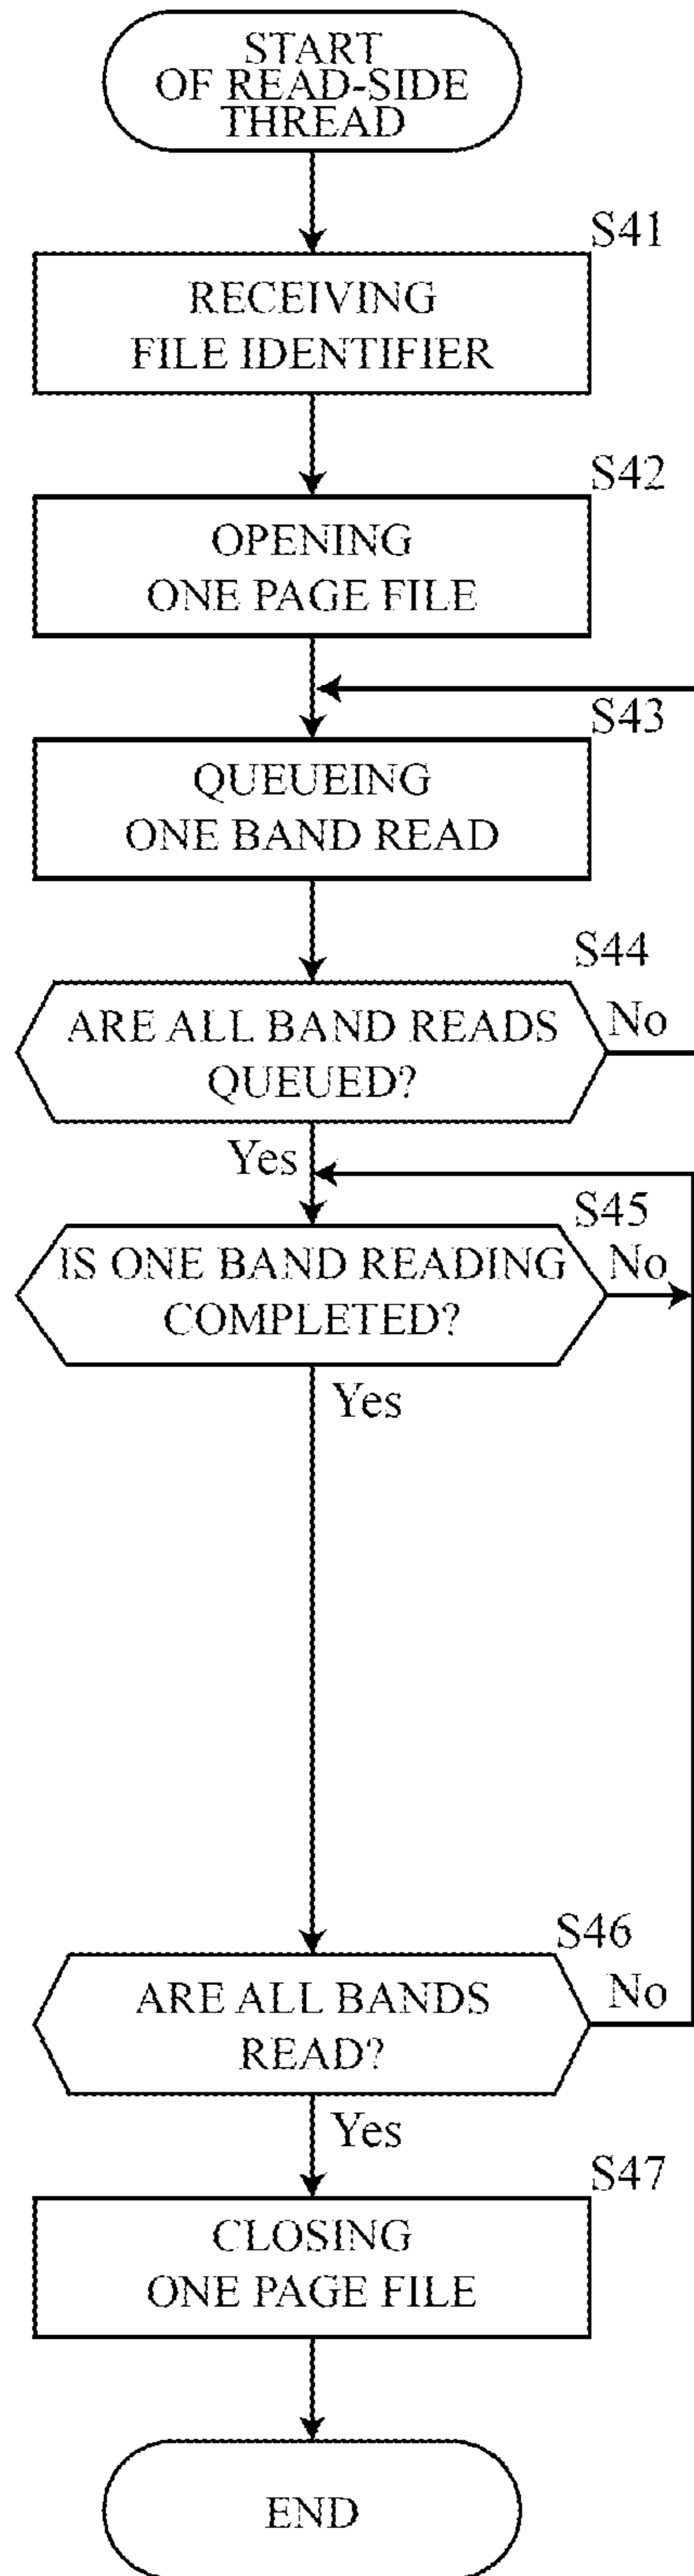 START
OF READ-SIDE
THREAD
S41
RECEIVING
FILE IDENTIFIER
S42
OPENING
ONE PAGE FILE
S43
QUEUEING
ONE BAND READ
S44
ARE ALL BAND READS
QUEUED?
No
Yes
S45
IS ONE BAND READING
COMPLETED?
No
Yes
S46
ARE ALL BANDS
READ?
No
Yes
S47
CLOSING
ONE PAGE FILE
END